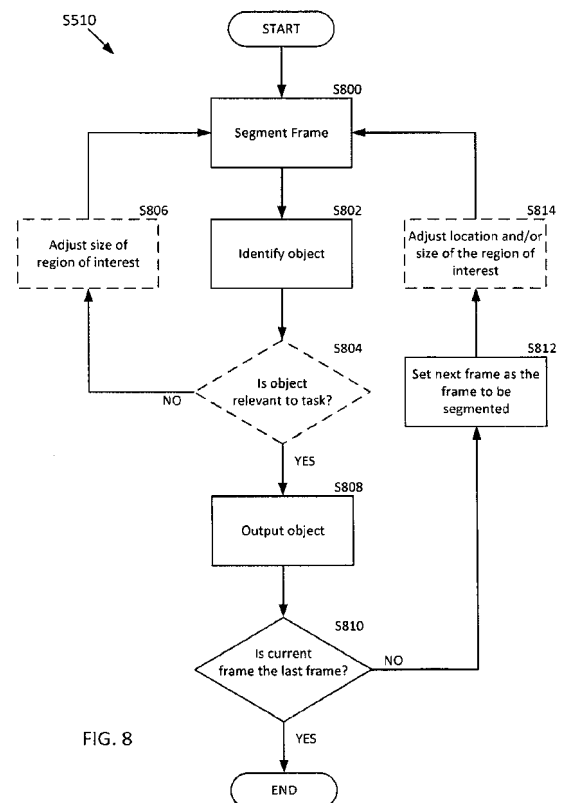 S510
START
S800
Segment Frame
S806
Adjust size of
region of interest
S802
Identify object
S814
Adjust location and/or
size of the region of
interest
S804
Is object
relevant to task?
NO
YES
S812
Set next frame as the
frame to be
segmented
S808
Output object
S810
Is current
frame the last frame?
NO
YES
FIG. 8
END